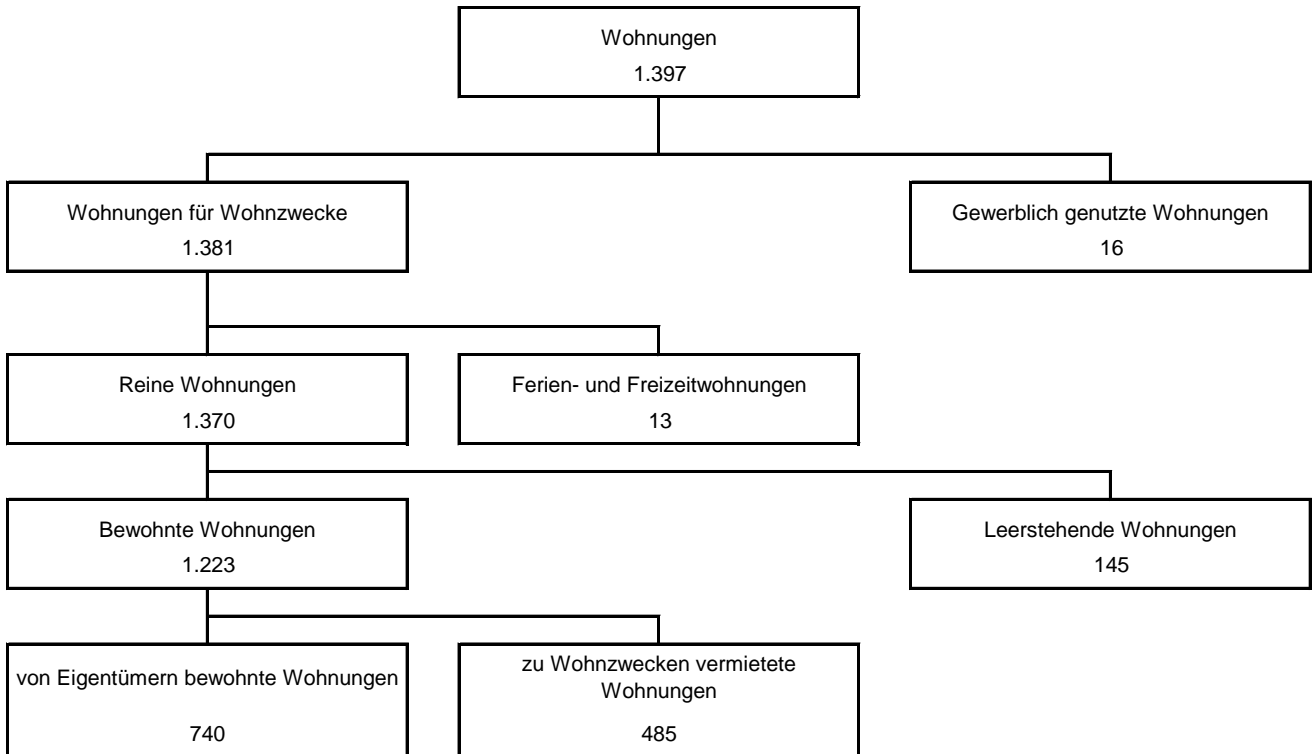 Wohnungen
1.397
Wohnungen für Wohnzwecke
1.381
Gewerblich genutzte Wohnungen
16
Reine Wohnungen
1.370
Ferien- und Freizeitwohnungen
13
Bewohnte Wohnungen
1.223
Leerstehende Wohnungen
145
von Eigentümern bewohnte Wohnungen
740
zu Wohnzwecken vermietete
Wohnungen
485